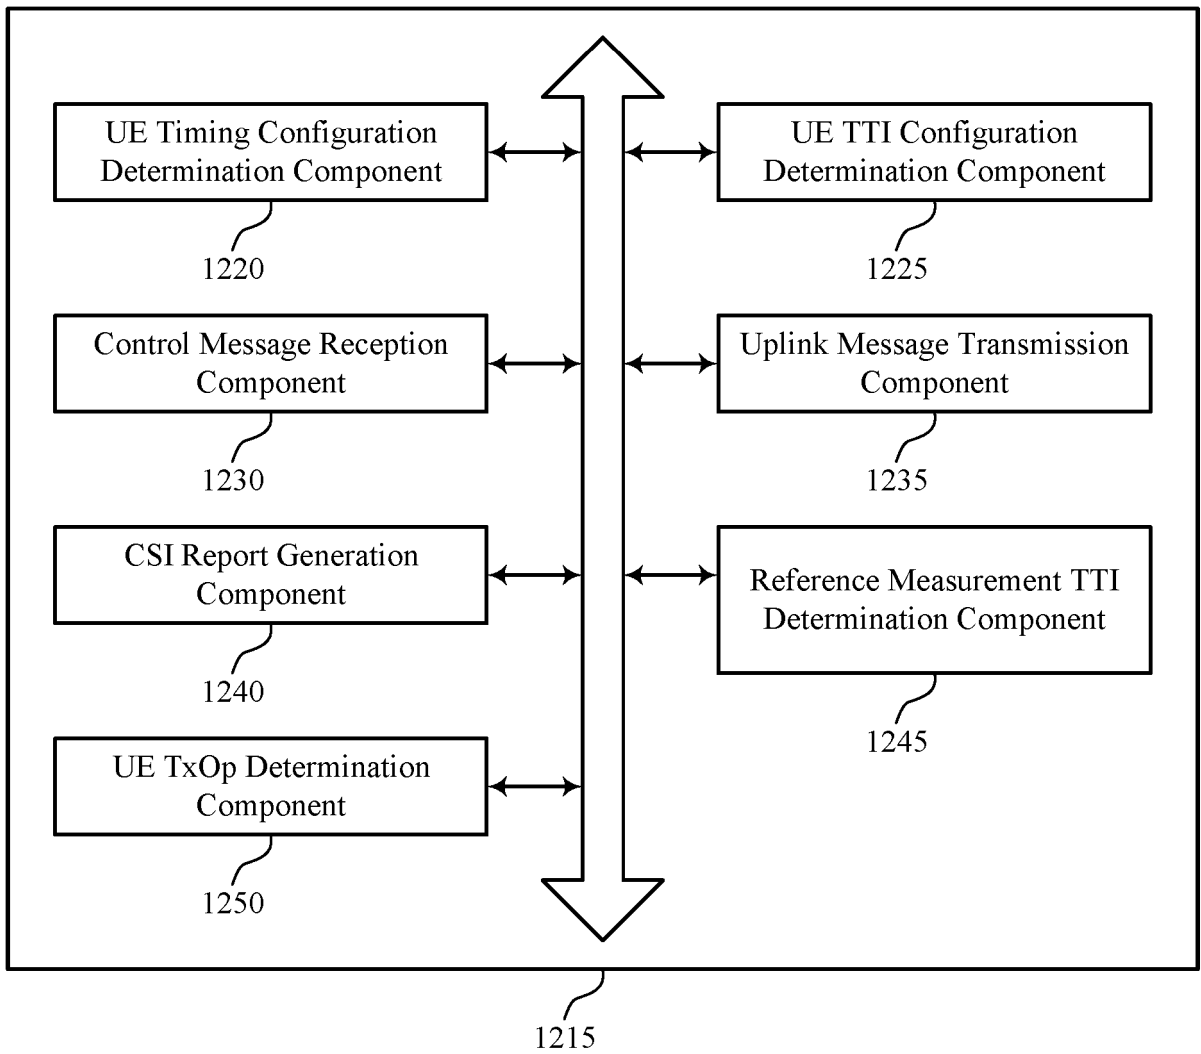 UE Timing Configuration
Determination Component
1220
UE TTI Configuration
Determination Component
1225
Control Message Reception
Component
1230
Uplink Message Transmission
Component
1235
CSI Report Generation
Component
1240
Reference Measurement TTI
Determination Component
1245
UE TxOp Determination
Component
1250
1215